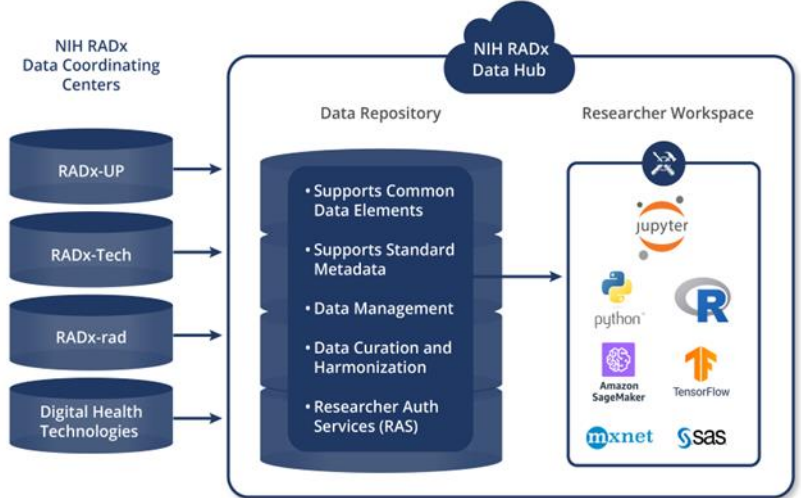 NIH RADx
Data Coordinating
Centers
RADx-UP
RADx-Tech
RADx-rad
Digital Health
Technologies
NIH RADx
Data Hub
Data Repository
• Supports Common
Data Elements
• Supports Standard
Metadata
• Data Management
• Data Curation and
Harmonization
• Researcher Auth
Services (RAS)
Researcher Workspace
jupyter
python™
R
Amazon
SageMaker
TF
TensorFlow
mxnet
sas